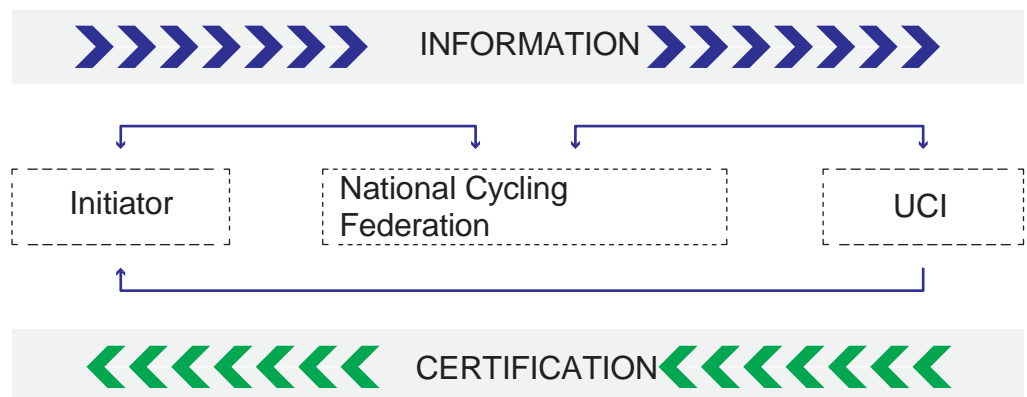 INFORMATION
Initiator
National Cycling
Federation
UCI
CERTIFICATION